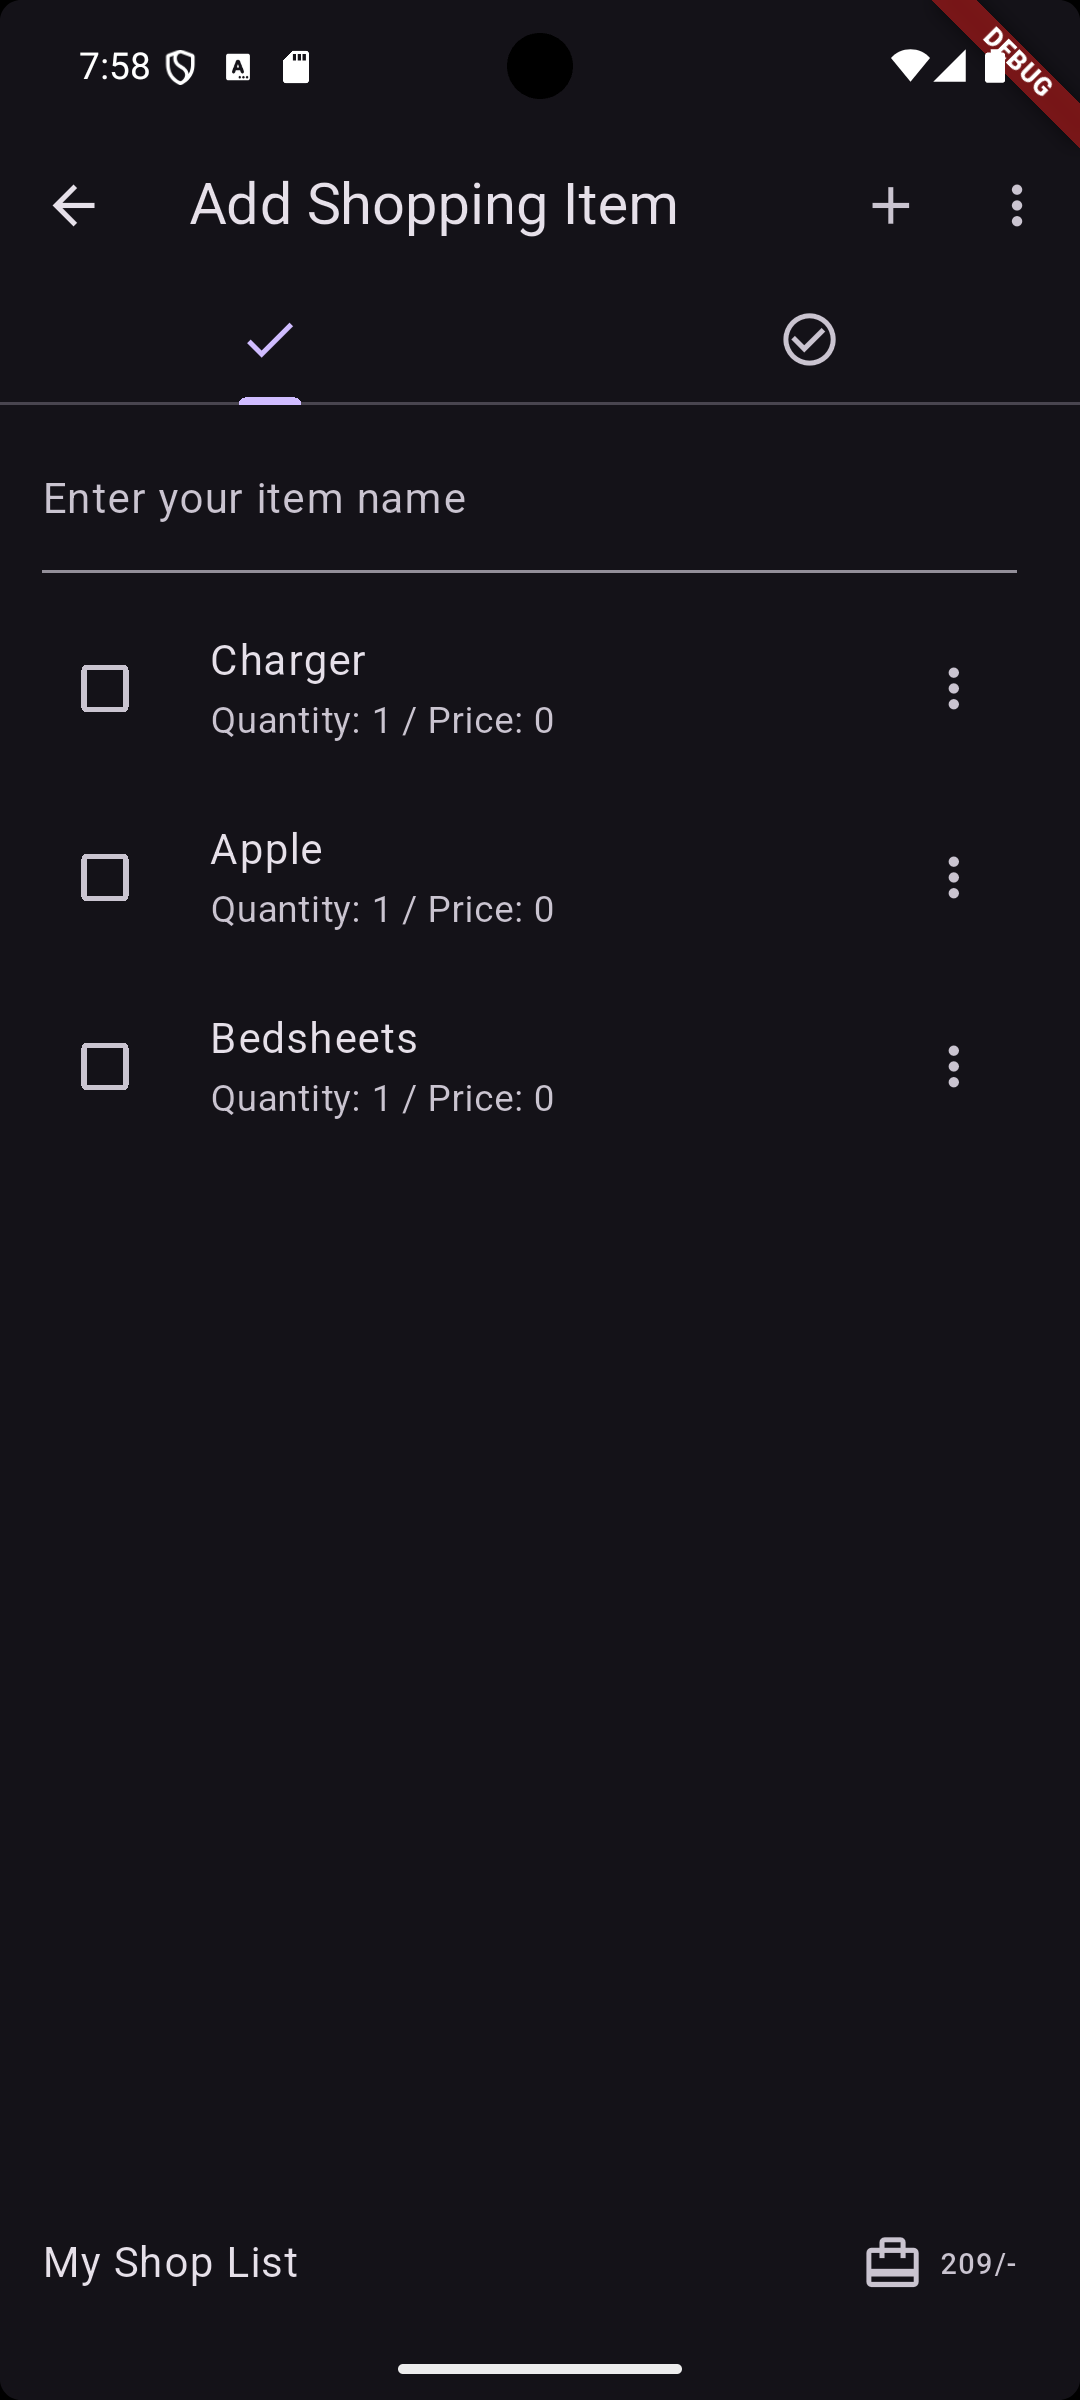 7:58
DEBUG
Add Shopping Item
Enter your item name
Charger
Quantity: 1 / Price: 0
Apple
Quantity: 1 / Price: 0
Bedsheets
Quantity: 1 / Price: 0
My Shop List
209/-